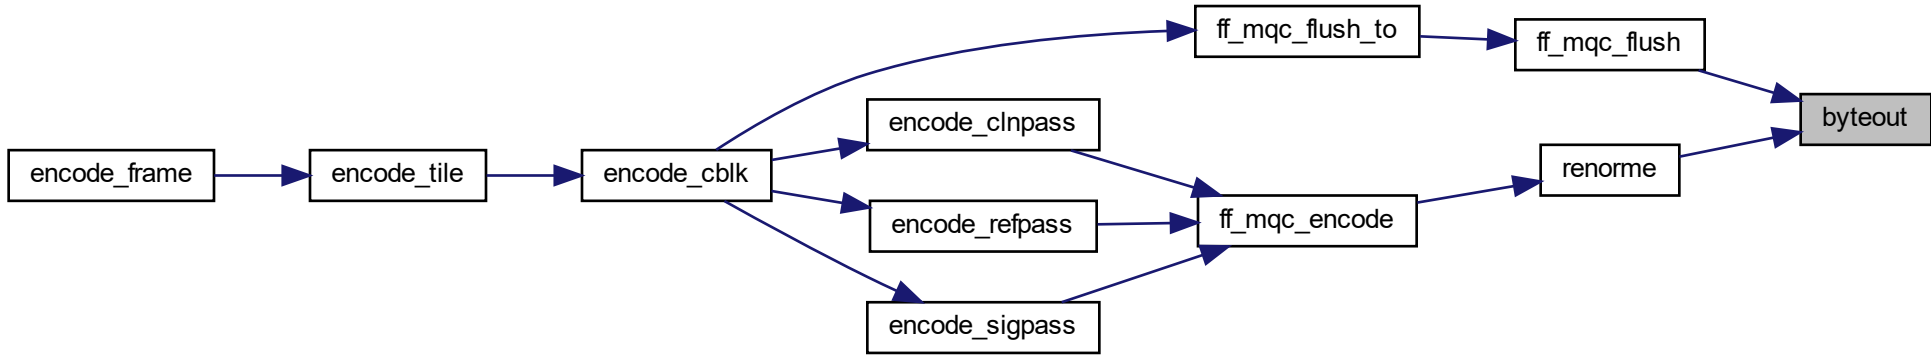 encode_frame
encode_tile
encode_cblk
ff_mqc_flush_to
encode_clnpass
encode_refpass
encode_sigpass
ff_mqc_encode
ff_mqc_flush
renorme
byteout